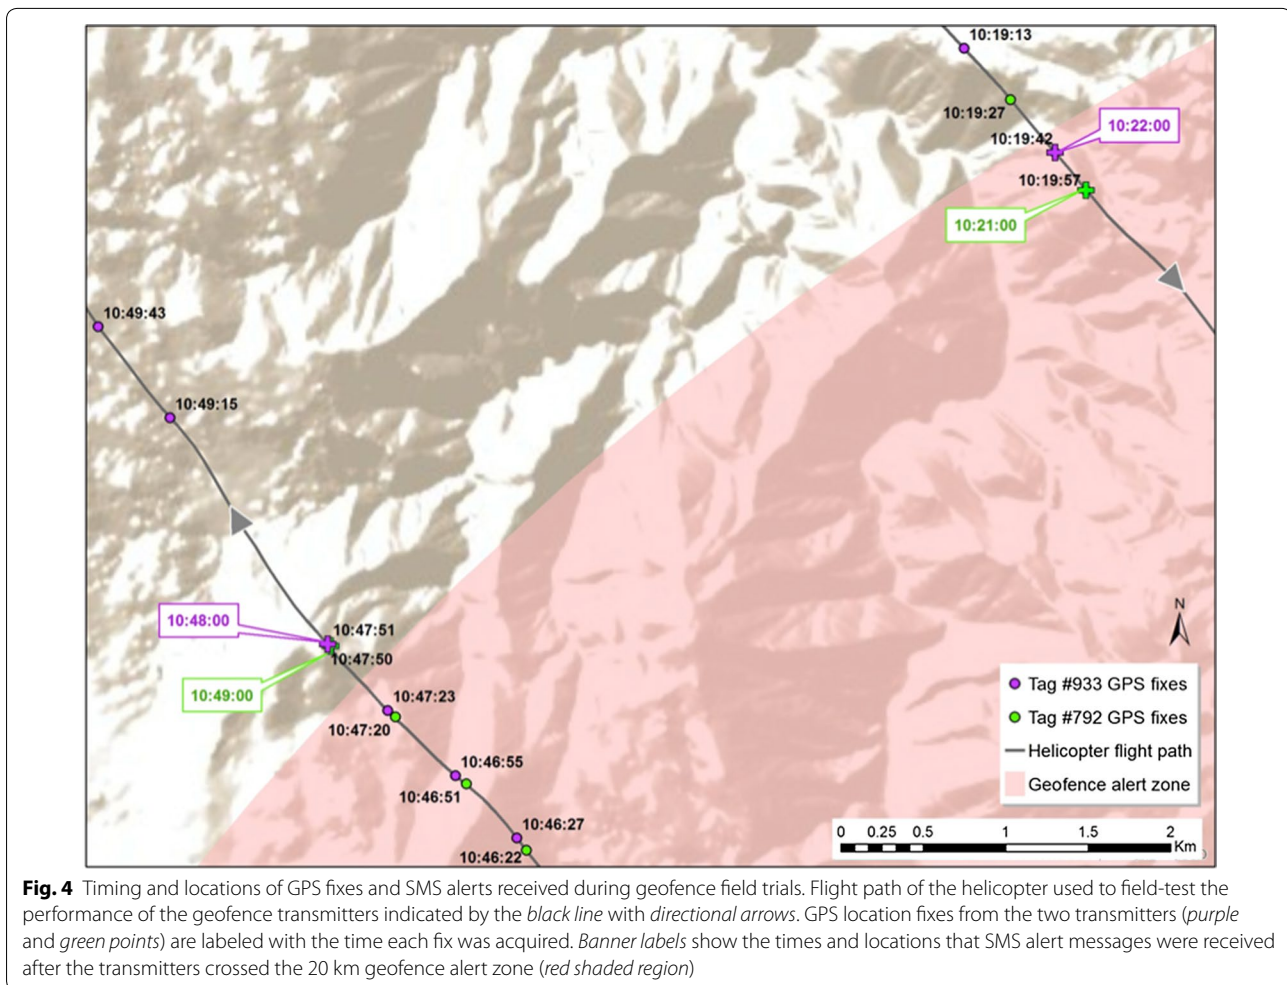 10:19:13
10:19:27
10:22:00
10:19:42
10:19:57
10:21:00
10:49:43
10:49:15
10:48:00
10:47:51
10:47:50
10:49:00
10:47:23
10:47:20
10:46:55
10:46:51
10:46:27
10:46:22
N
Tag #933 GPS fixes
Tag #792 GPS fixes
Helicopter flight path
Geofence alert zone
0 0.25 0.5 1 1.5 2
Km
Fig. 4 Timing and locations of GPS fixes and SMS alerts received during geofence field trials. Flight path of the helicopter used to field-test the
performance of the geofence transmitters indicated by the black line with directional arrows. GPS location fixes from the two transmitters (purple
and green points) are labeled with the time each fix was acquired. Banner labels show the times and locations that SMS alert messages were received
after the transmitters crossed the 20 km geofence alert zone (red shaded region)